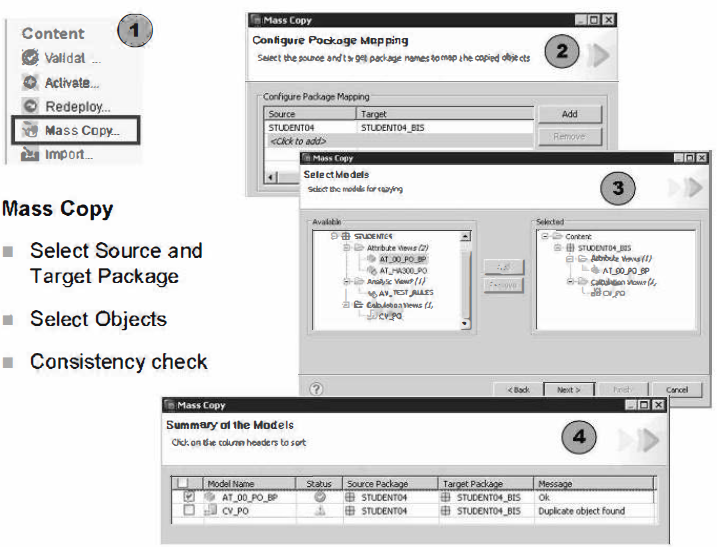 Content
1
Validat ...
Activate...
Redeploy...
Mass Copy...
Import...
Mass Copy
Select Source and
Target Package
Select Objects
Consistency check
Mass Copy
Configure Package Mapping
Select the source and target package names to map the copied objects
2
Configure Package Mapping
Source Target
STUDENT04 STUDENT04_BIS
<Click to add>
Add
Remove
Mass Copy
Select Models
Select the models for copying
3
Available
STUDENT04
Attribute Views (2)
AT_00_PO_BP
AT_HA300_PO
Analytic Views (1)
AV_TEST_RULES
Calculation Views (1,
CV_PO
Add
Remove
Selected
Content
STUDENT04_BIS
Attribute Views (1)
AT_00_PO_BP
Calculation Views (1,
CV_PO
?
< Back Next > Finish Cancel
Mass Copy
Summary of the Models
Click on the column headers to sort
4
Model Name Status Source Package Target Package Message
AT_00_PO_BP STUDENT04 STUDENT04_BIS Ok
CV_PO STUDENT04 STUDENT04_BIS Duplicate object found